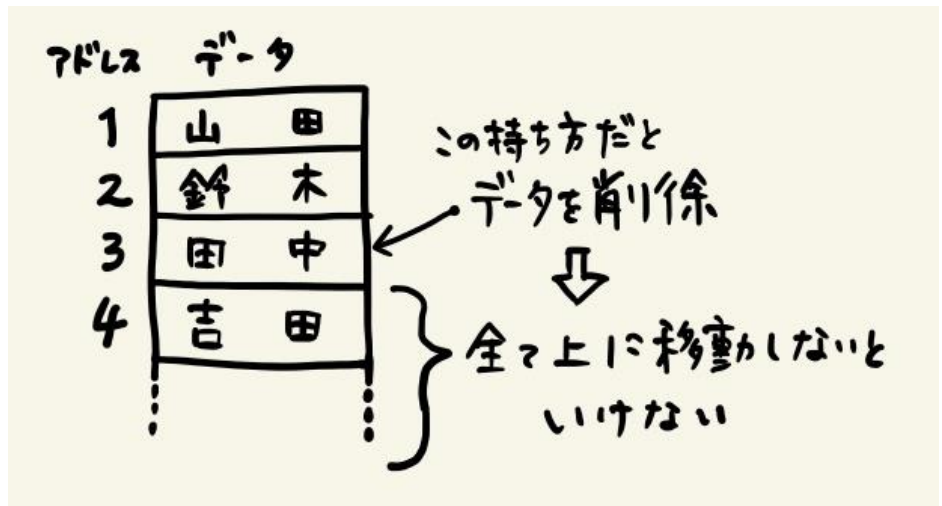 アドレス データ
1 山田
2 鈴木
3 田中
4 吉田
この持ち方だと
データを削除
全て上に移動しないと
いけない